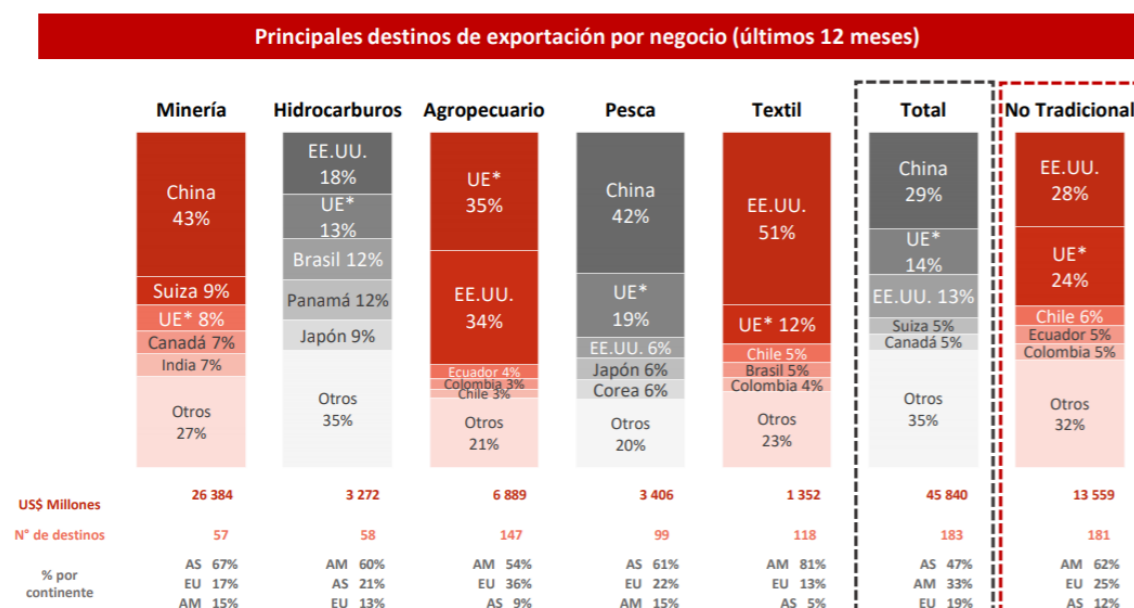 Principales destinos de exportación por negocio (últimos 12 meses)
Minería
China
43%
Suiza 9%
UE* 8%
Canadá 7%
India 7%
Otros
27%
Hidrocarburos
EE.UU.
18%
UE*
13%
Brasil 12%
Panamá 12%
Japón 9%
Otros
35%
Agropecuario
UE*
35%
EE.UU.
34%
Ecuador 4%
Colombia 3%
Chile 3%
Otros
21%
Pesca
China
42%
UE*
19%
EE.UU. 6%
Japón 6%
Corea 6%
Otros
20%
Textil
EE.UU.
51%
UE* 12%
Chile 5%
Brasil 5%
Colombia 4%
Otros
23%
Total
China
29%
UE*
14%
EE.UU. 13%
Suiza 5%
Canadá 5%
Otros
35%
No Tradicional
EE.UU.
28%
UE*
24%
Chile 6%
Ecuador 5%
Colombia 5%
Otros
32%
US$ Millones 26 384 3 272 6 889 3 406 1 352 45 840 13 559
N° de destinos 57 58 147 99 118 183 181
% por
continente
AS 67% AM 60% AM 54% AS 61% AM 81% AS 47% AM 62%
EU 17% AS 21% EU 36% EU 22% EU 13% AM 33% EU 25%
AM 15% EU 13% AS 9% AM 15% AS 5% EU 19% AS 12%